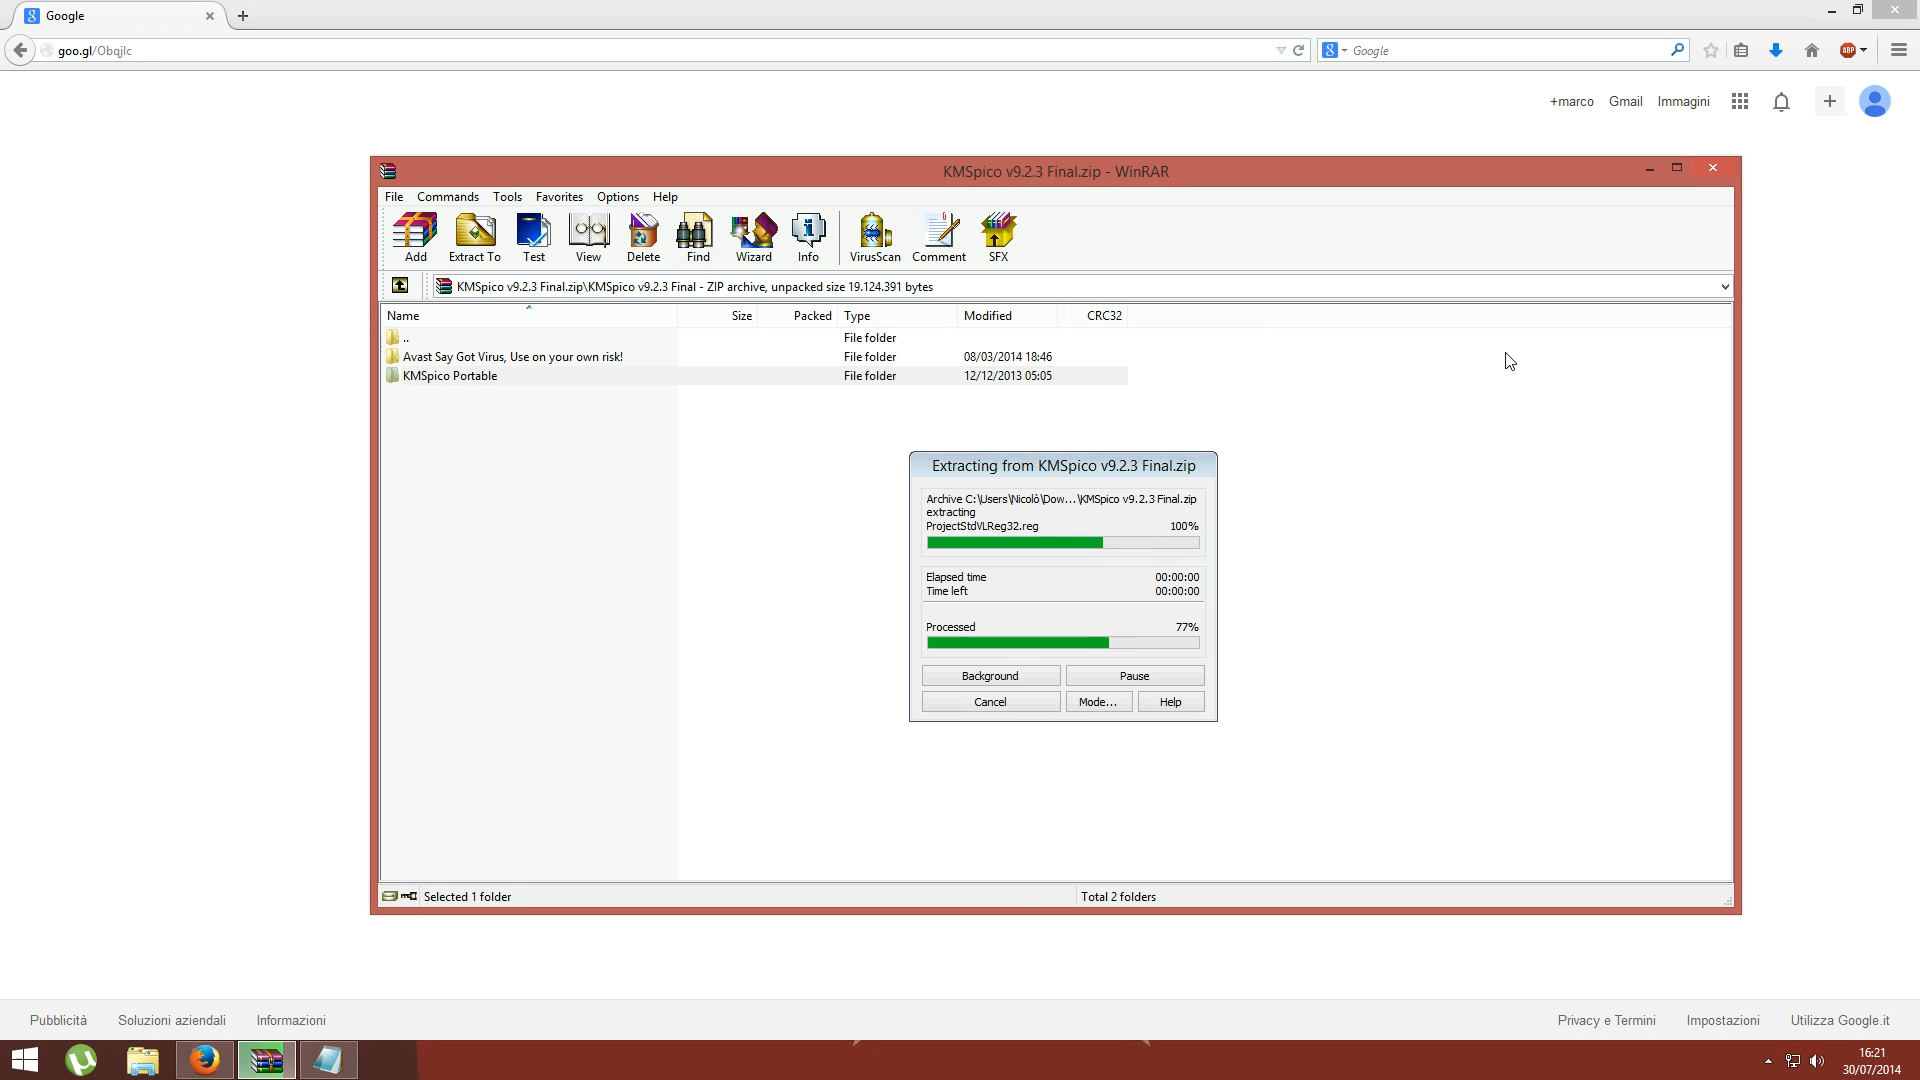 Google
goo.gl/Obqjlc
Google
ABP
+marco Gmail Immagini
KMSpico v9.2.3 Final.zip - WinRAR
File Commands Tools Favorites Options Help
Add Extract To Test View Delete Find Wizard Info VirusScan Comment SFX
KMSpico v9.2.3 Final.zip\KMSpico v9.2.3 Final - ZIP archive, unpacked size 19.124.391 bytes
Name Size Packed Type Modified CRC32
.. File folder
Avast Say Got Virus, Use on your own risk! File folder 08/03/2014 18:46
KMSpico Portable File folder 12/12/2013 05:05
Extracting from KMSpico v9.2.3 Final.zip
Archive C:\Users\Nicolò\Dow...\KMSpico v9.2.3 Final.zip
extracting
ProjectStdVLReg32.reg 100%
Elapsed time 00:00:00
Time left 00:00:00
Processed 77%
Background Pause
Cancel Mode... Help
Selected 1 folder Total 2 folders
Pubblicità Soluzioni aziendali Informazioni Privacy e Termini Impostazioni Utilizza Google.it
16:21
30/07/2014